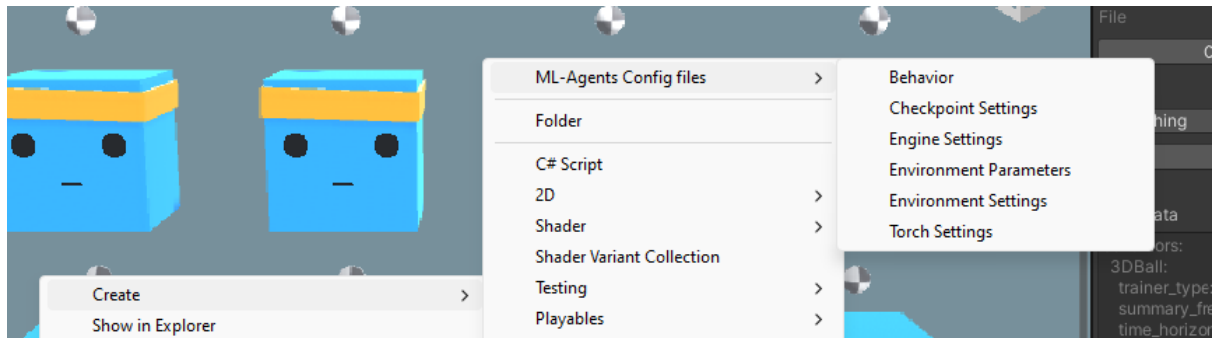 File
ML-Agents Config files
Folder
C# Script
2D
Shader
Shader Variant Collection
Testing
Playables
Behavior
Checkpoint Settings
Engine Settings
Environment Parameters
Environment Settings
Torch Settings
Create
Show in Explorer
3DBall:
trainer_type: